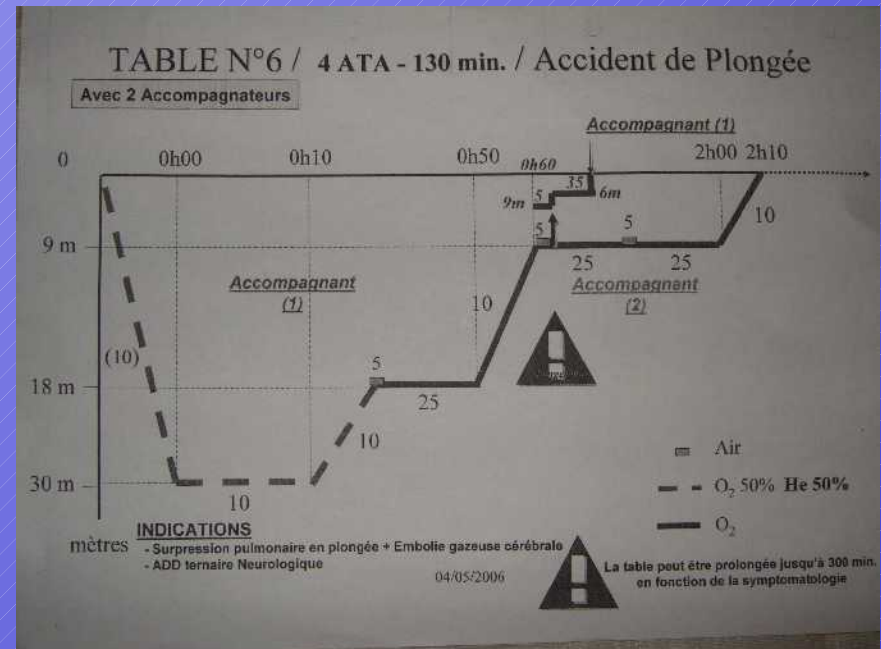 TABLE N°6 / 4 ATA - 130 min. / Accident de Plongée
Avec 2 Accompagnateurs
Accompagnant (1)
0 0h00 0h10 0h50 0h60 2h00 2h10
35
9m 5 6m
10
5 5
9 m
25 25
Accompagnant
(1)
Accompagnant
(2)
10
(10)
5
18 m
25
10
Air
30 m
O₂ 50% He 50%
10
O₂
mètres
INDICATIONS
- Surpression pulmonaire en plongée + Embolie gazeuse cérébrale
- ADD ternaire Neurologique
04/05/2006
La table peut être prolongée jusqu'à 300 min.
en fonction de la symptomatologie